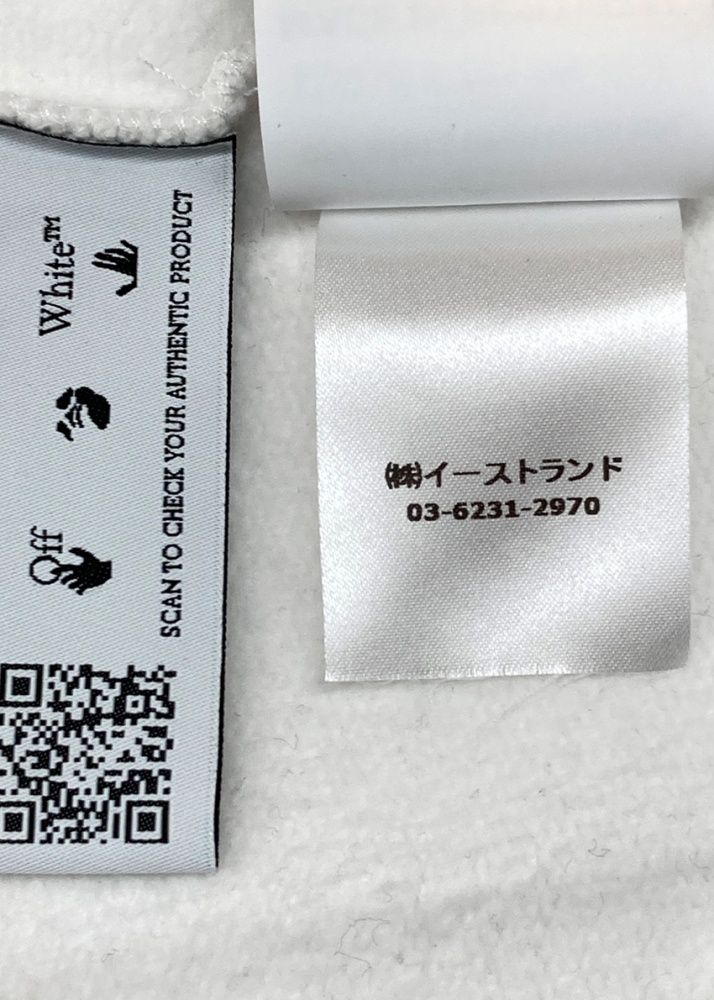 Off White™
SCAN TO CHECK YOUR AUTHENTIC PRODUCT
㈱イーストランド
03-6231-2970